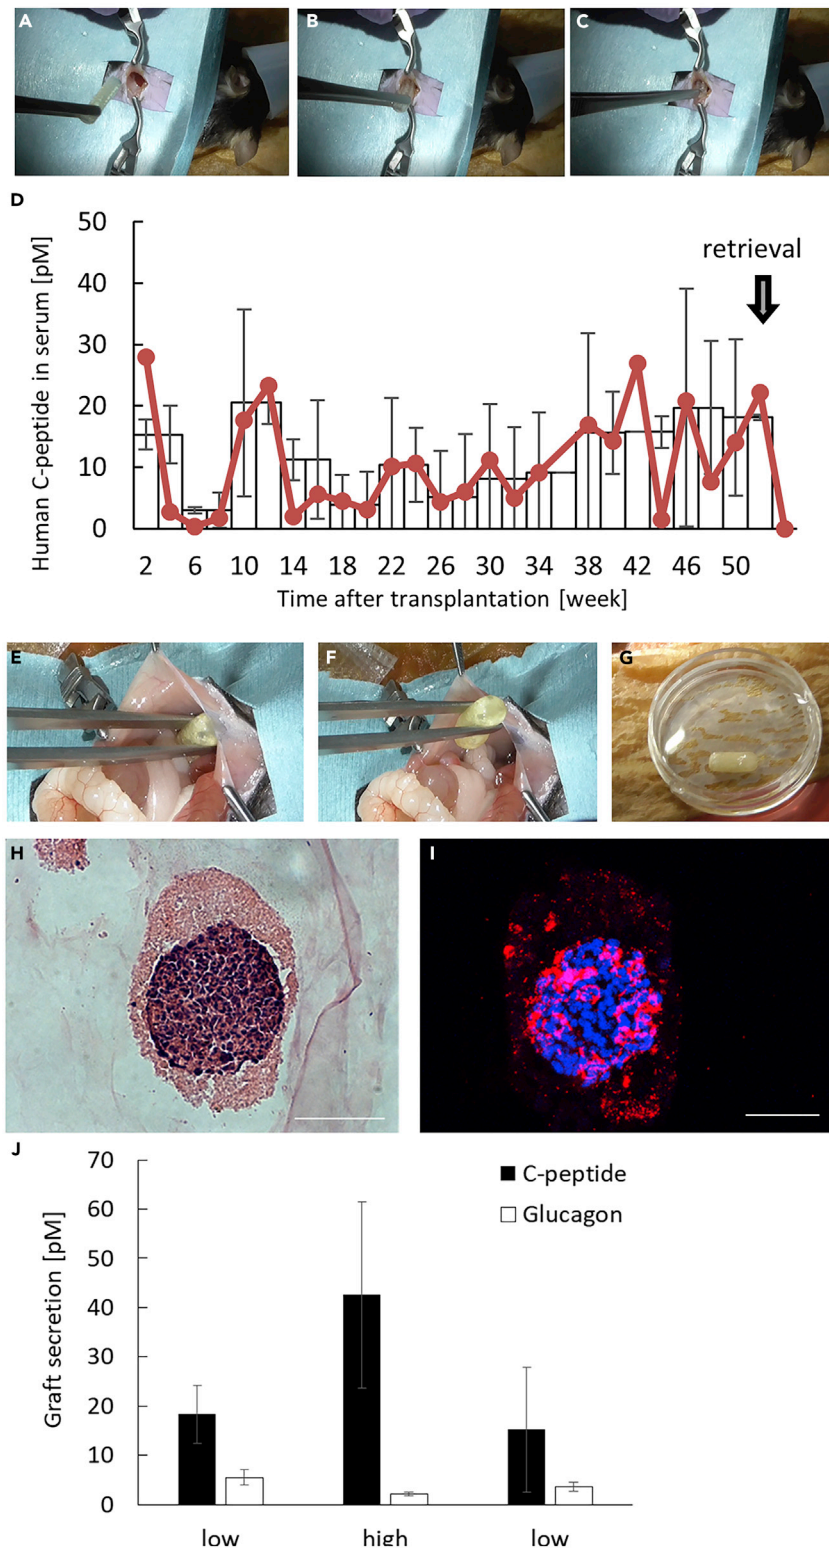 A
B
C
D
50
40
30
20
10
0
Human C-peptide in serum [pM]
retrieval
2 6 10 14 18 22 26 30 34 38 42 46 50
Time after transplantation [week]
E
F
G
H
I
J
70
60
50
40
30
20
10
0
Graft secretion [pM]
C-peptide
Glucagon
low high low